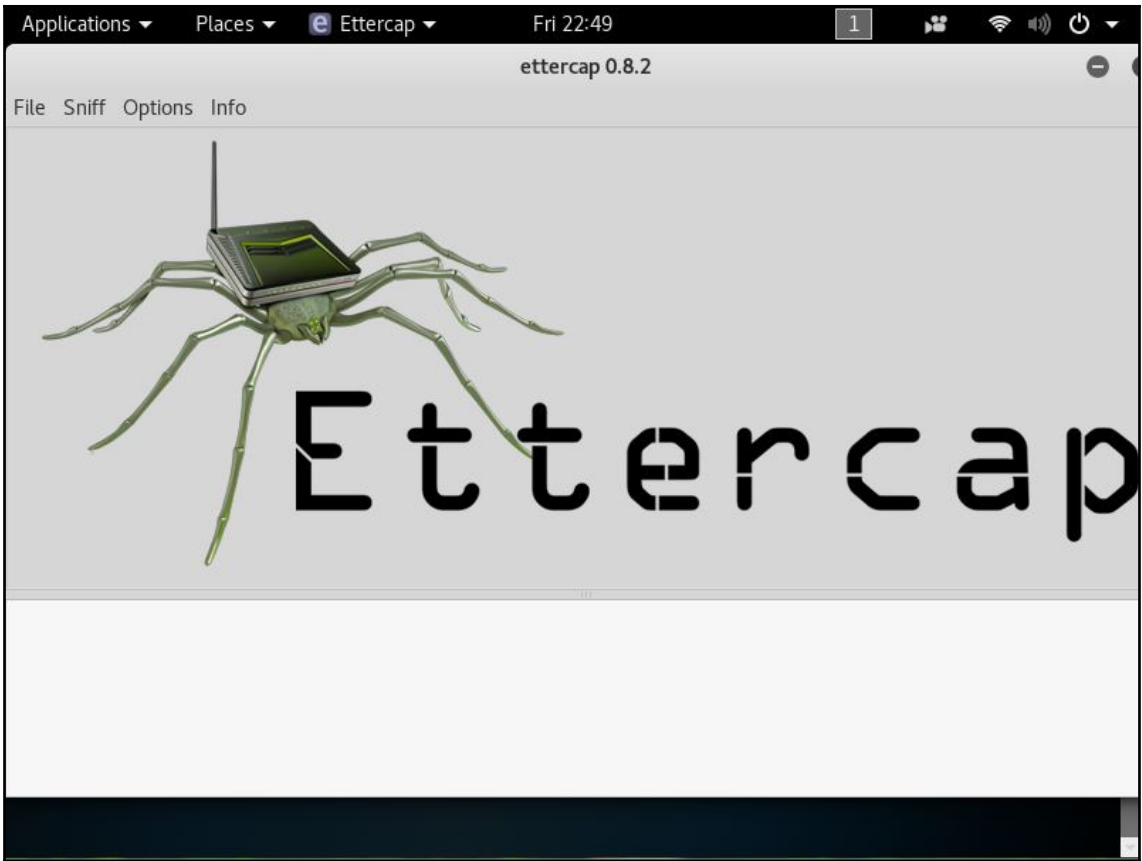 Applications Places Ettercap Fri 22:49 1
ettercap 0.8.2
File Sniff Options Info
Ettercap